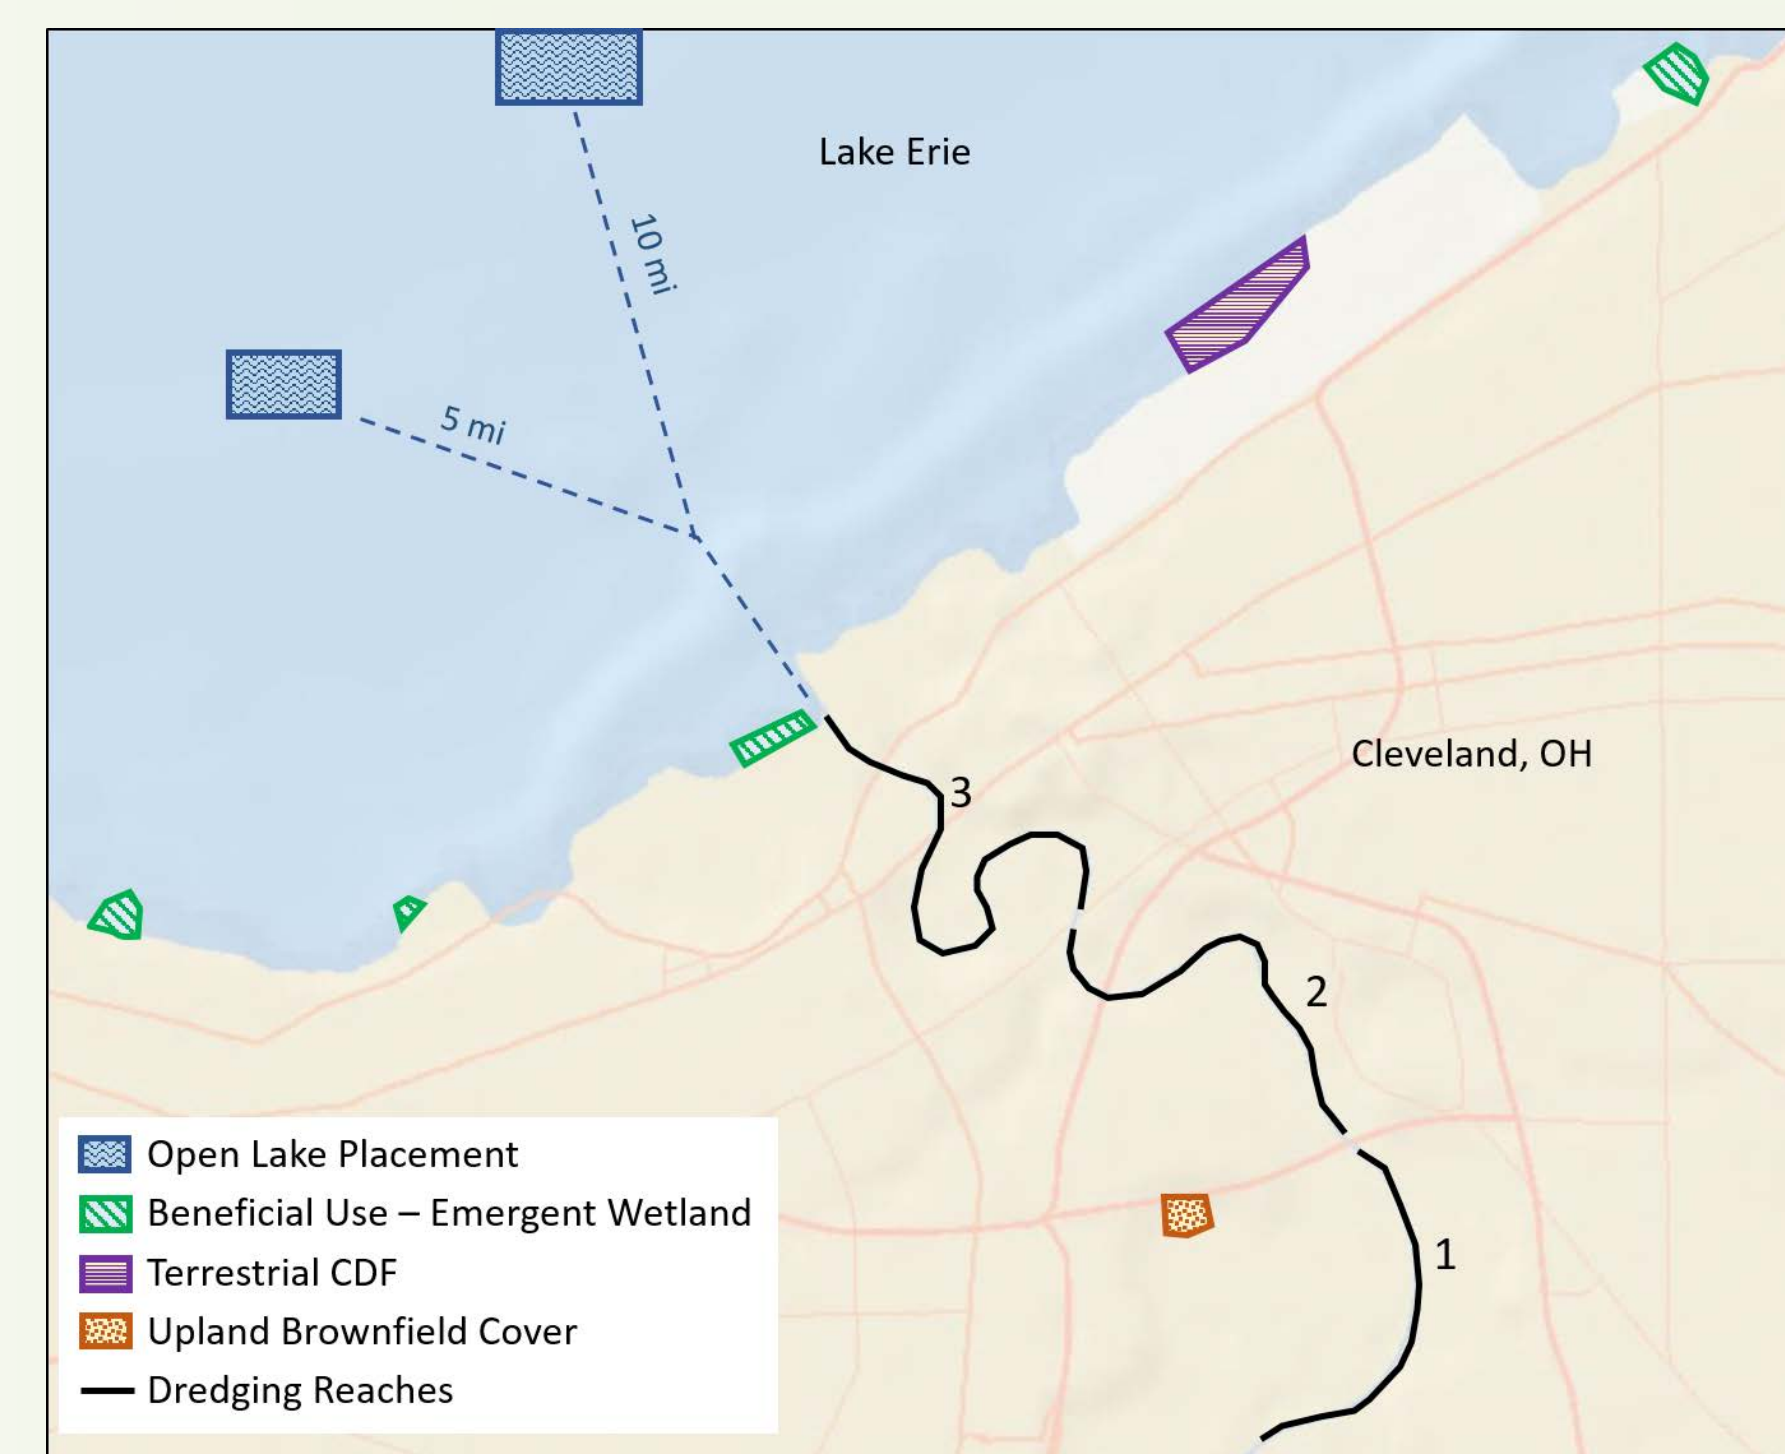 Lake Erie
10 mi
5 mi
Cleveland, OH
3
2
1
Open Lake Placement
Beneficial Use – Emergent Wetland
Terrestrial CDF
Upland Brownfield Cover
Dredging Reaches